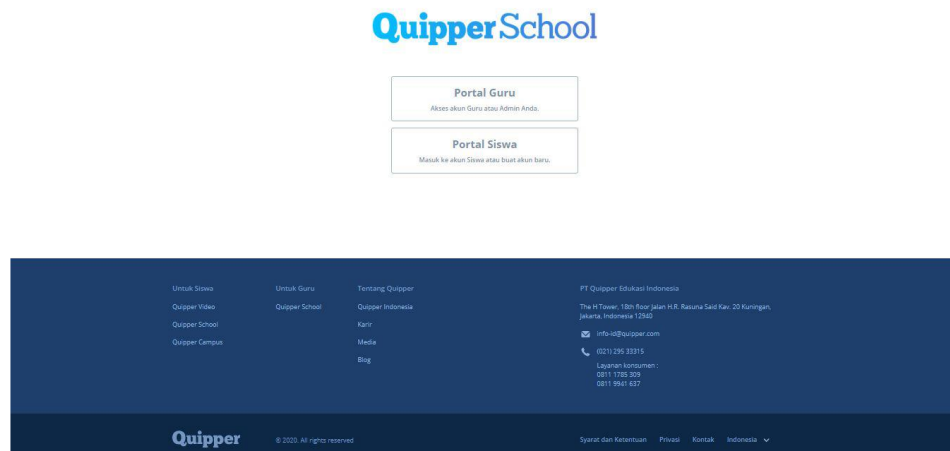 Quipper School
Portal Guru
Akses akun Guru atau Admin Anda.
Portal Siswa
Masuk ke akun Siswa atau buat akun baru.
Untuk Siswa
Quipper Video
Quipper School
Quipper Campus
Untuk Guru
Quipper School
Tentang Quipper
Quipper Indonesia
Karir
Media
Blog
PT Quipper Edukasi Indonesia
The H Tower, 18th floor Jalan H.R. Rasuna Said Kav. 20 Kuningan,
Jakarta, Indonesia 12940
info-id@quipper.com
(021) 295 33315
Layanan konsumen :
0811 1785 309
0811 9941 637
Quipper
© 2020. All rights reserved
Syarat dan Ketentuan Privasi Kontak Indonesia